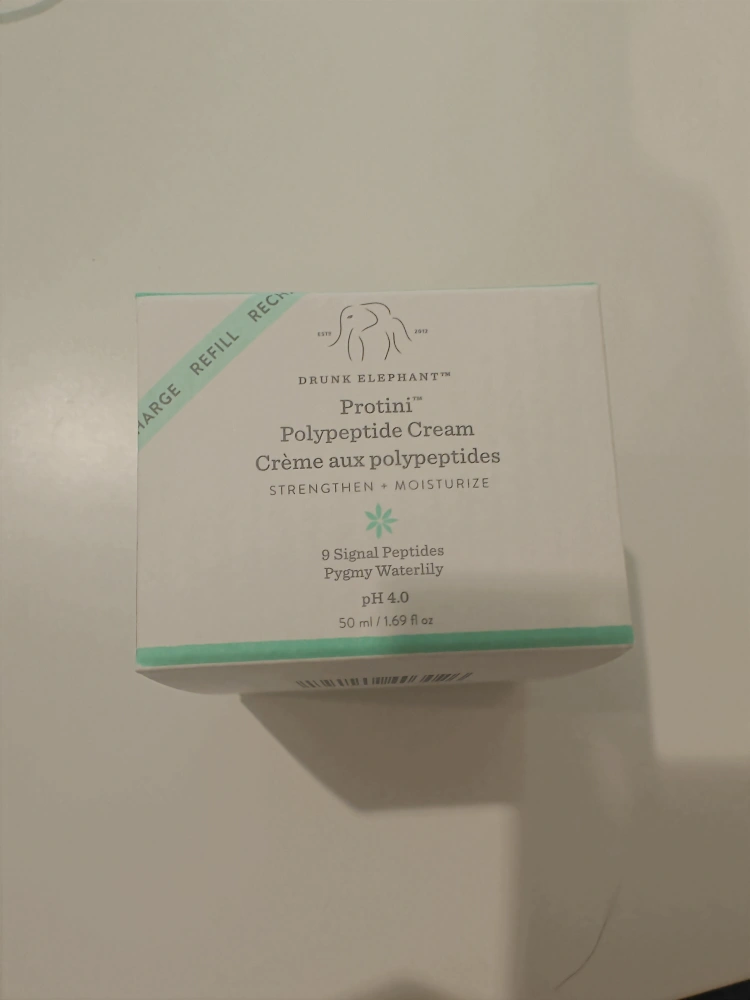 HARGE REFILL RECH
ESTD 2012
DRUNK ELEPHANT™
Protini™
Polypeptide Cream
Crème aux polypeptides
STRENGTHEN + MOISTURIZE
9 Signal Peptides
Pygmy Waterlily
pH 4.0
50 ml / 1.69 fl oz